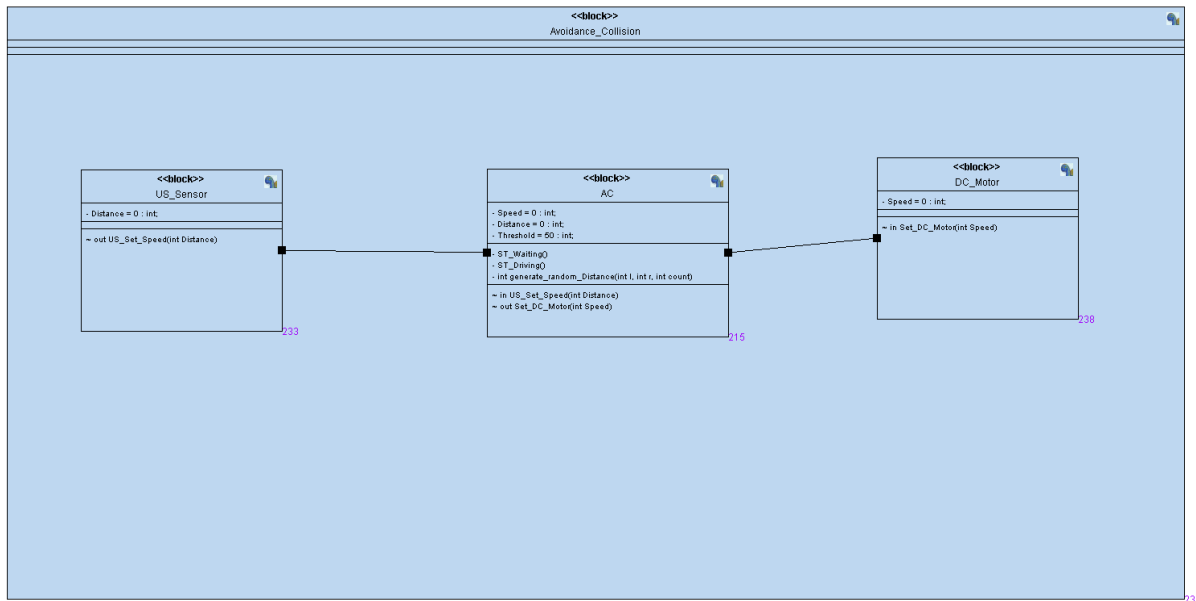 <<block>>
Avoidance_Collision
<<block>>
US_Sensor
- Distance = 0 : int;
~ out US_Set_Speed(int Distance)
233
<<block>>
AC
- Speed = 0 : int;
- Distance = 0 : int;
- Threshold = 50 : int;
- ST_Waiting()
- ST_Driving()
- int generate_random_Distance(int l, int r, int count)
~ in US_Set_Speed(int Distance)
~ out Set_DC_Motor(int Speed)
215
<<block>>
DC_Motor
- Speed = 0 : int;
~ in Set_DC_Motor(int Speed)
238
23